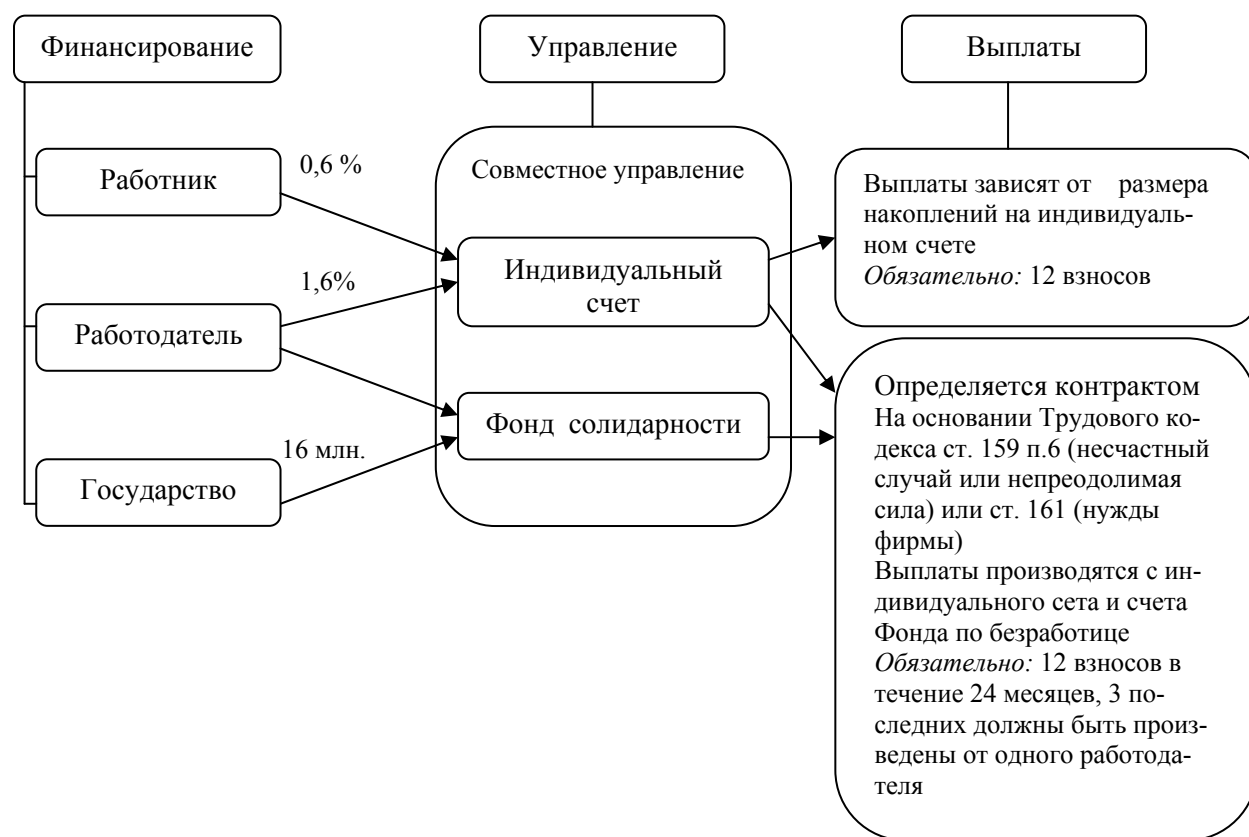 Финансирование
Управление
Выплаты
Работник
0,6 %
Работодатель
1,6%
Государство
16 млн.
Совместное управление
Индивидуальный
счет
Фонд солидарности
Выплаты зависят от размера
накоплений на индивидуаль-
ном счете
Обязательно: 12 взносов
Определяется контрактом
На основании Трудового ко-
декса ст. 159 п.6 (несчастный
случай или непреодолимая
сила) или ст. 161 (нужды
фирмы)
Выплаты производятся с ин-
дивидуального сета и счета
Фонда по безработице
Обязательно: 12 взносов в
течение 24 месяцев, 3 по-
следних должны быть произ-
ведены от одного работода-
теля